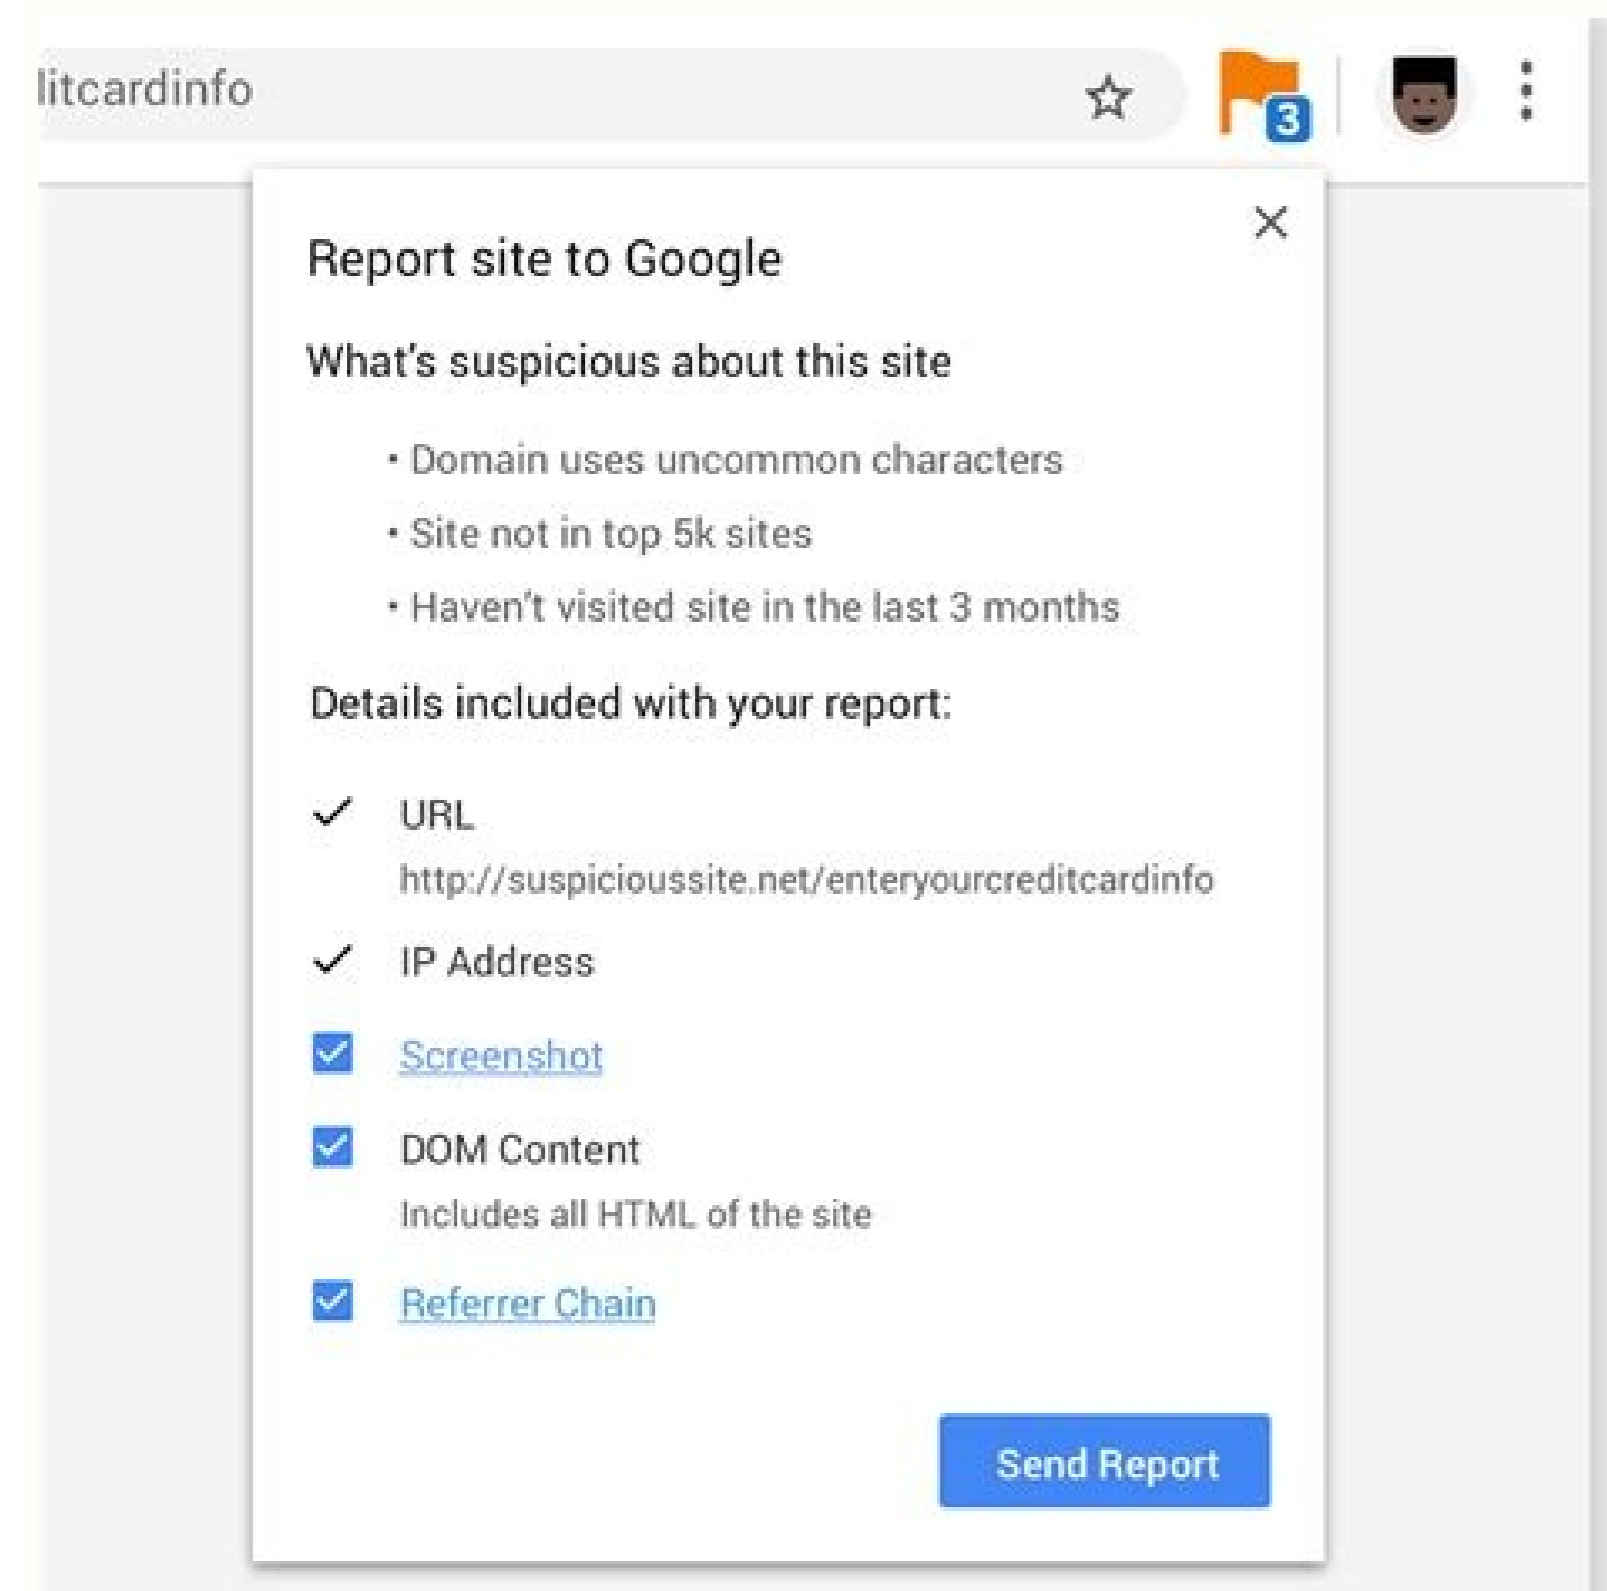 litcardinfo
3
Report site to Google
What's suspicious about this site
• Domain uses uncommon characters
• Site not in top 5k sites
• Haven't visited site in the last 3 months
Details included with your report:
URL
http://suspicioussite.net/enteryourcreditcardinfo
IP Address
Screenshot
DOM Content
Includes all HTML of the site
Referrer Chain
Send Report